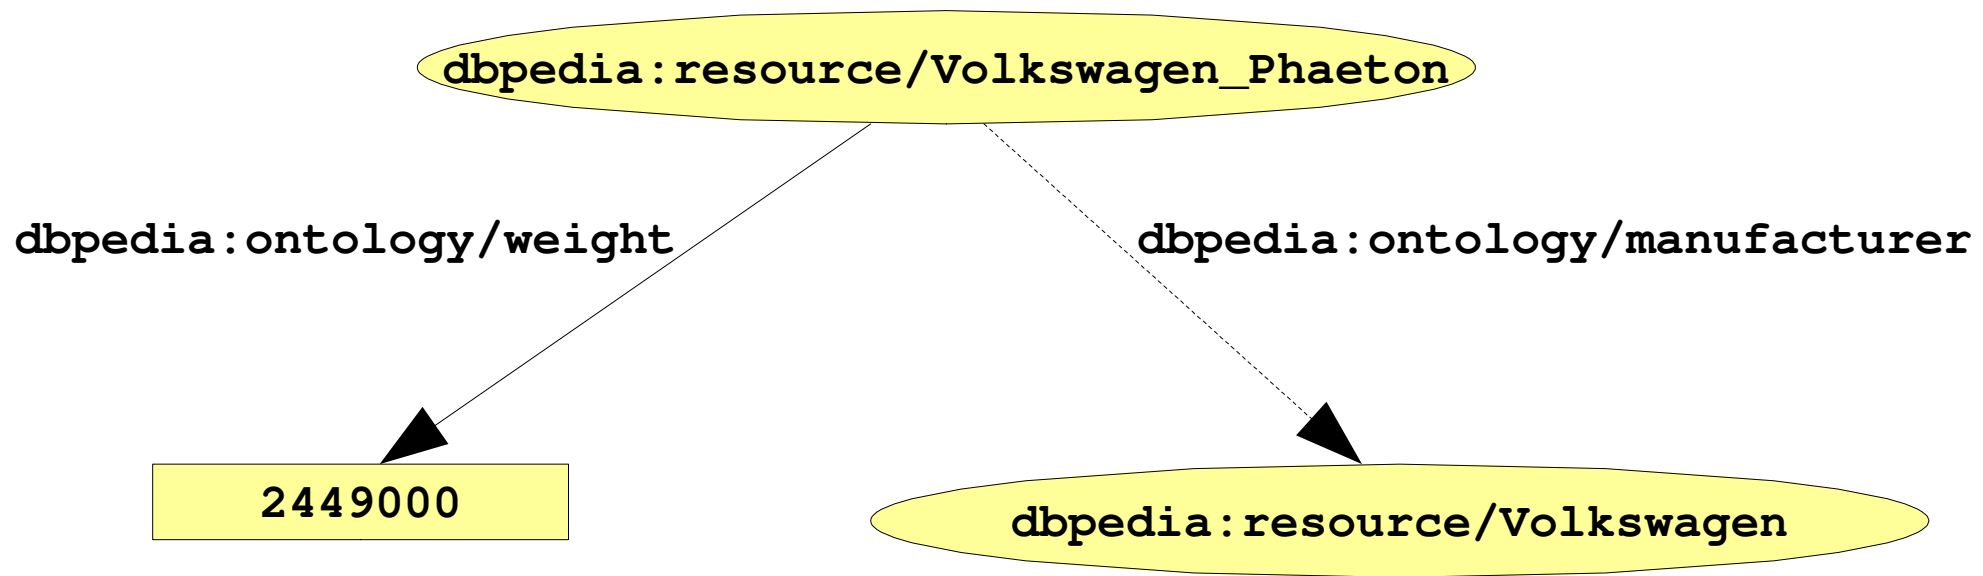 dbpedia:resource/Volkswagen_Phaeton
dbpedia:ontology/weight
dbpedia:ontology/manufacturer
2449000
dbpedia:resource/Volkswagen